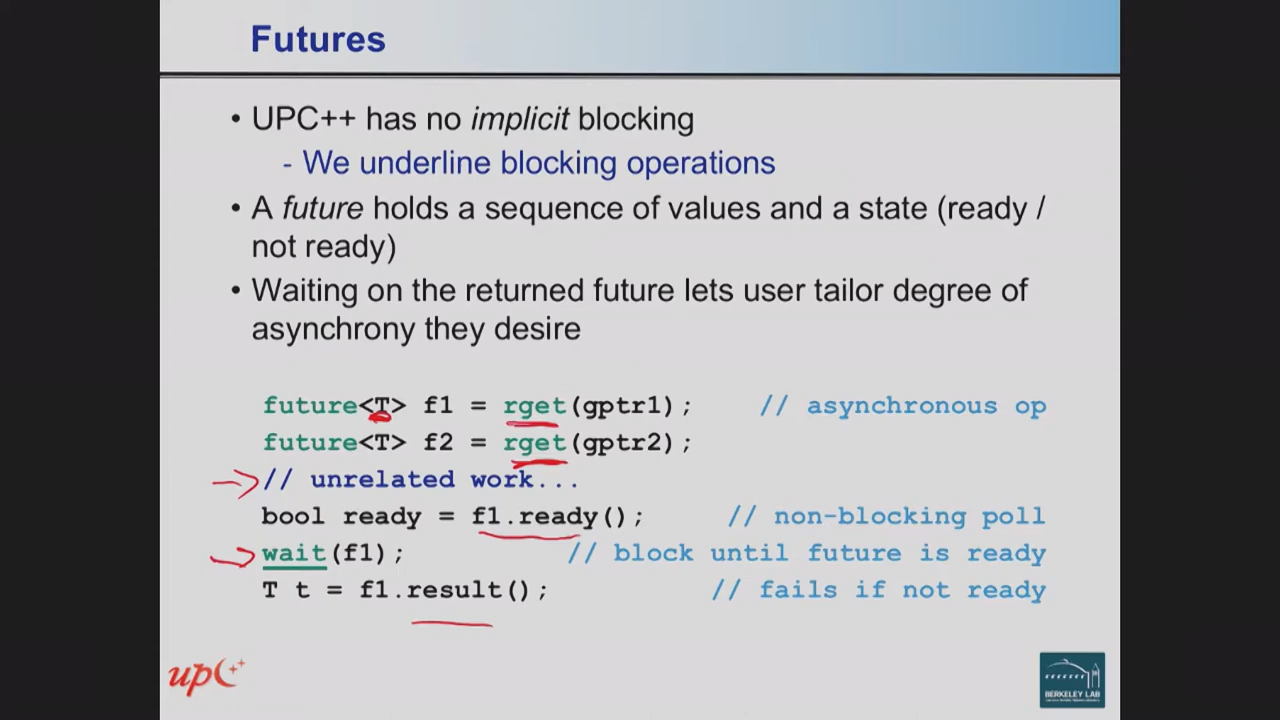 Futures
• UPC++ has no implicit blocking
- We underline blocking operations
• A future holds a sequence of values and a state (ready /
not ready)
• Waiting on the returned future lets user tailor degree of
asynchrony they desire
future<T> f1 = rget(gptr1); // asynchronous op
future<T> f2 = rget(gptr2);
// unrelated work...
bool ready = f1.ready(); // non-blocking poll
wait(f1); // block until future is ready
T t = f1.result(); // fails if not ready
upc++
BERKELEY LAB